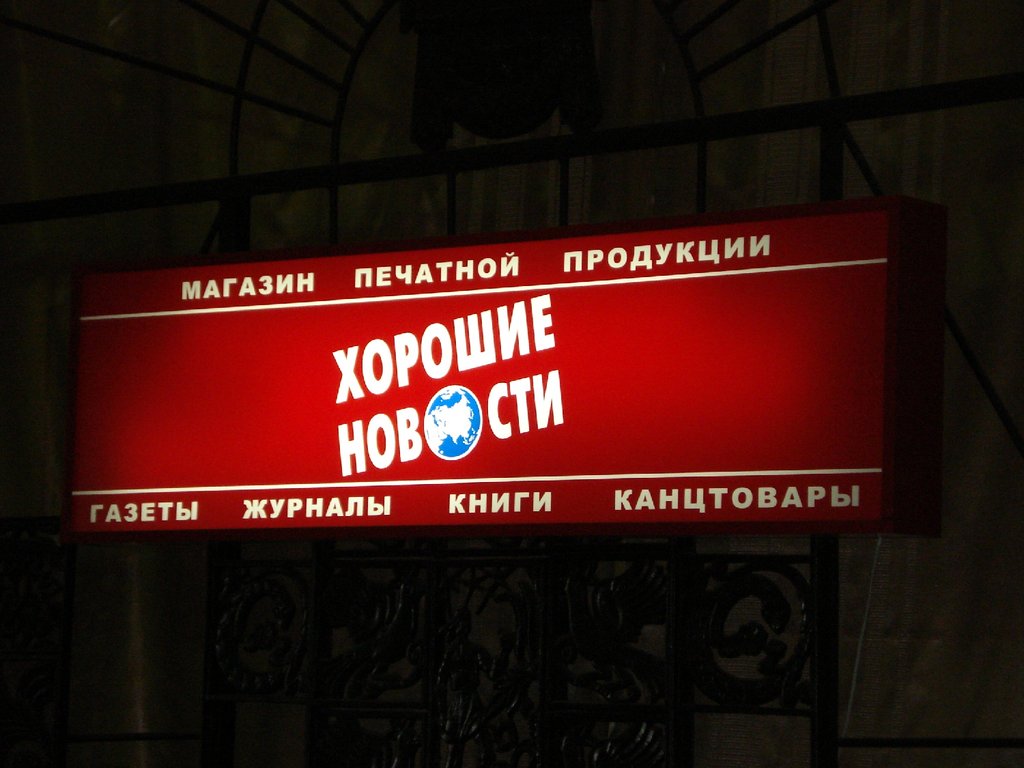 МАГАЗИН ПЕЧАТНОЙ ПРОДУКЦИИ
ХОРОШИЕ
НОВОСТИ
ГАЗЕТЫ ЖУРНАЛЫ КНИГИ КАНЦТОВАРЫ